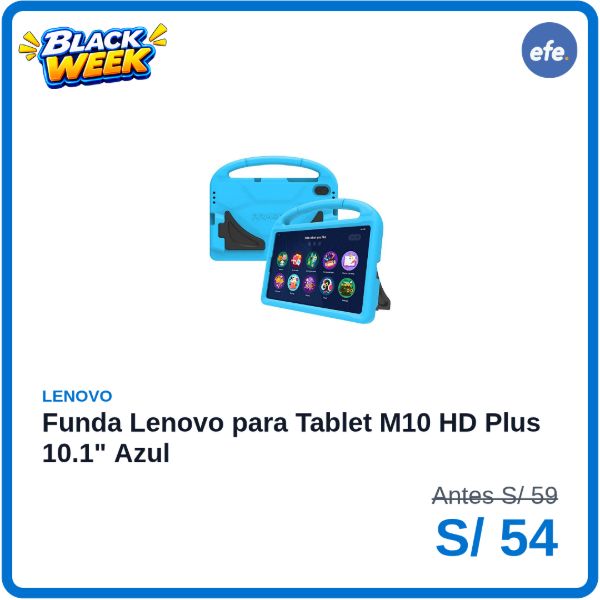 BLACK
WEEK
efe.
LENOVO
Funda Lenovo para Tablet M10 HD Plus
10.1" Azul
Antes S/ 59
S/ 54